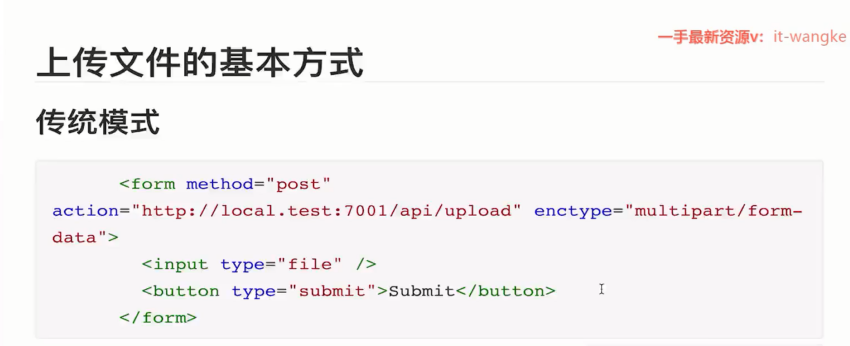 一手最新资源v：it-wangke
上传文件的基本方式
传统模式
<form method="post"
action="http://local.test:7001/api/upload" enctype="multipart/form-
data">
<input type="file" />
<button type="submit">Submit</button>
</form>